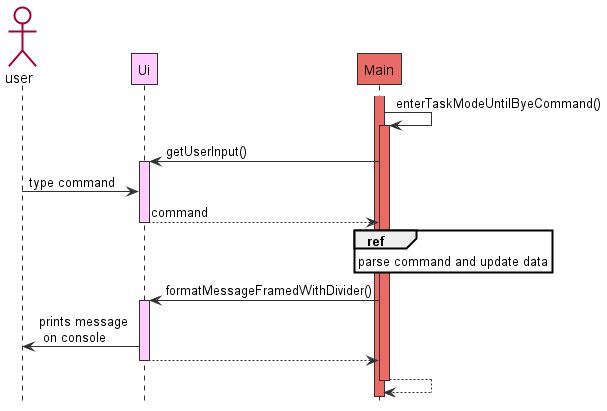 user
Ui
Main
enterTaskModeUntilByeCommand()
getUserInput()
type command
command
ref
parse command and update data
formatMessageFramedWithDivider()
prints message
on console